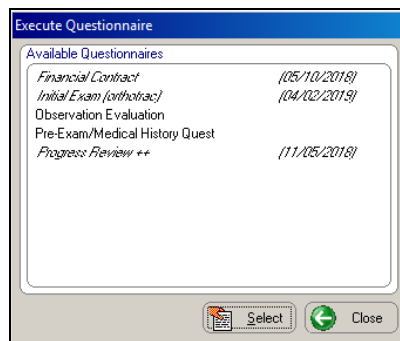 Execute Questionnaire
Available Questionnaires
Financial Contract (05/10/2018)
Initial Exam (orthotrac) (04/02/2019)
Observation Evaluation
Pre-Exam/Medical History Quest
Progress Review ++ (11/05/2018)
Select Close